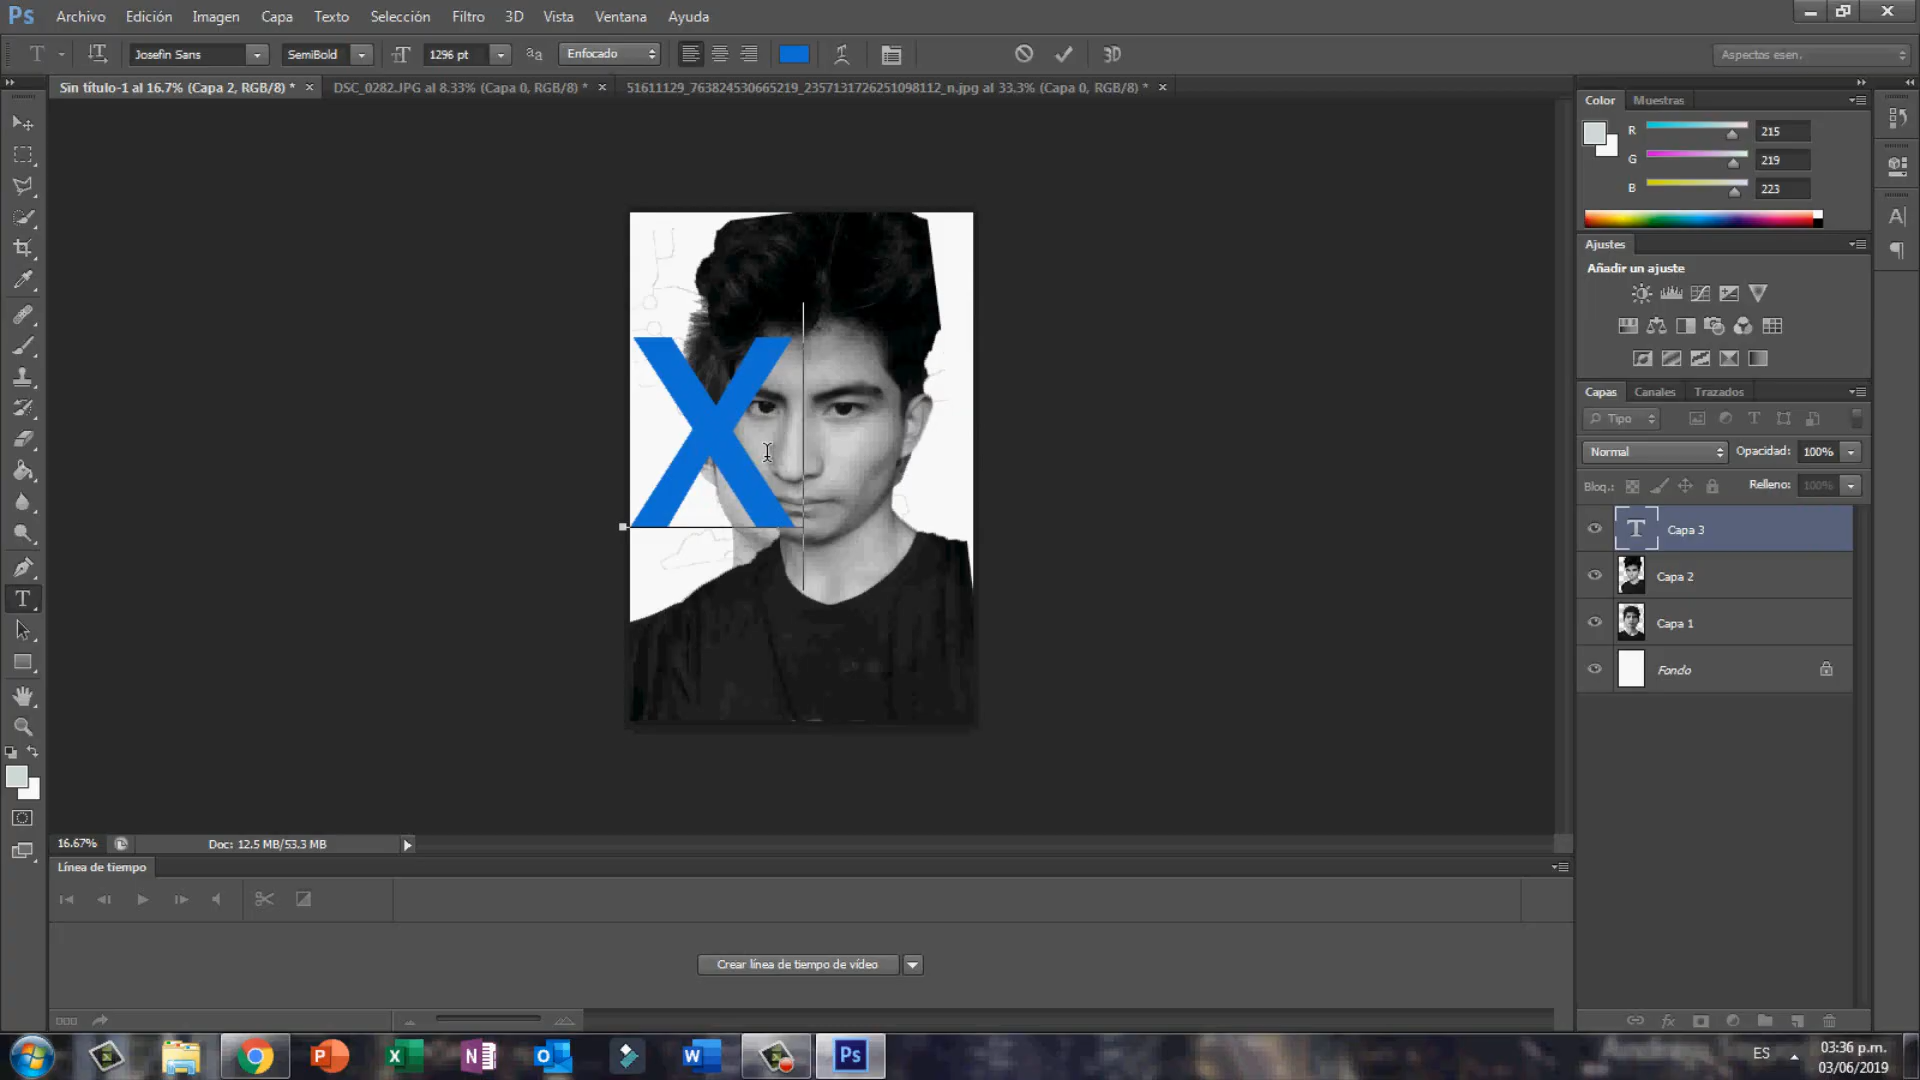 Ps Archivo Edición Imagen Capa Texto Selección Filtro 3D Vista Ventana Ayuda
T Josefin Sans SemiBold 1296 pt Enfocado 3D Aspectos esen.
Sin título-1 al 16.7% (Capa 2, RGB/8) * × DSC_0282.JPG al 8.33% (Capa 0, RGB/8) * × 51611129_763824530665219_2357131726251098112_n.jpg al 33.3% (Capa 0, RGB/8) * ×
Color Muestras
R 215
G 219
B 223
Ajustes
Añadir un ajuste
X
Capas Canales Trazados
Tipo
Normal Opacidad: 100%
Bloq.: Relleno: 100%
T Capa 3
Capa 2
Capa 1
Fondo
16.67% Doc: 12.5 MB/53.3 MB
Línea de tiempo
Crear línea de tiempo de vídeo
ES 03:36 p.m.
03/06/2019